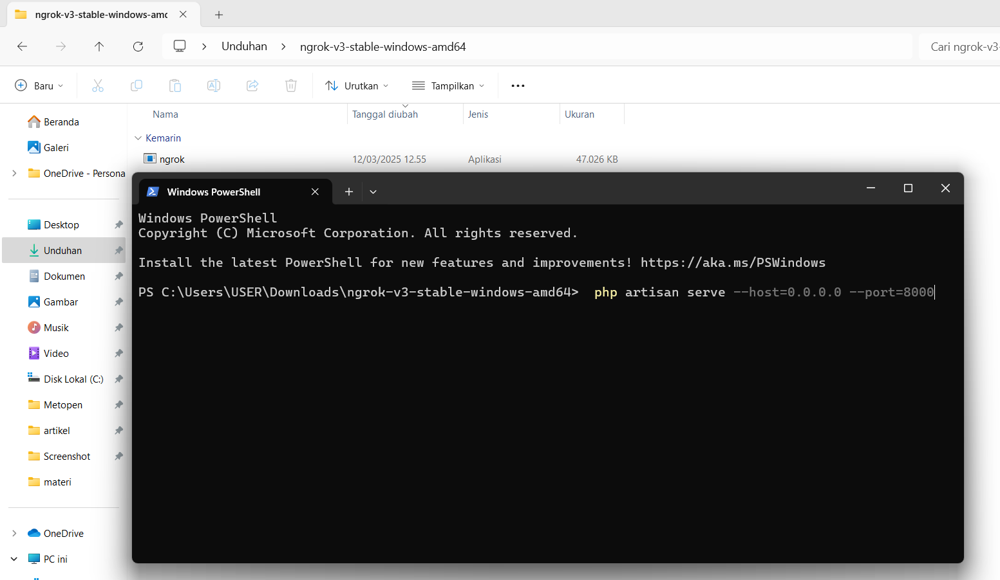 ngrok-v3-stable-windows-amc
Unduhan
ngrok-v3-stable-windows-amd64
Cari ngrok-v3-
Baru
Urutkan
Tampilkan
Nama
Tanggal diubah
Jenis
Ukuran
Kemarin
ngrok
12/03/2025 12.55
Aplikasi
47.026 KB
Beranda
Galeri
OneDrive - Persona
Desktop
Unduhan
Dokumen
Gambar
Musik
Video
Disk Lokal (C:)
Metopen
artikel
Screenshot
materi
OneDrive
PC ini
Windows PowerShell
Windows PowerShell
Copyright (C) Microsoft Corporation. All rights reserved.
Install the latest PowerShell for new features and improvements! https://aka.ms/PSWindows
PS C:\Users\USER\Downloads\ngrok-v3-stable-windows-amd64>  php artisan serve --host=0.0.0.0 --port=8000